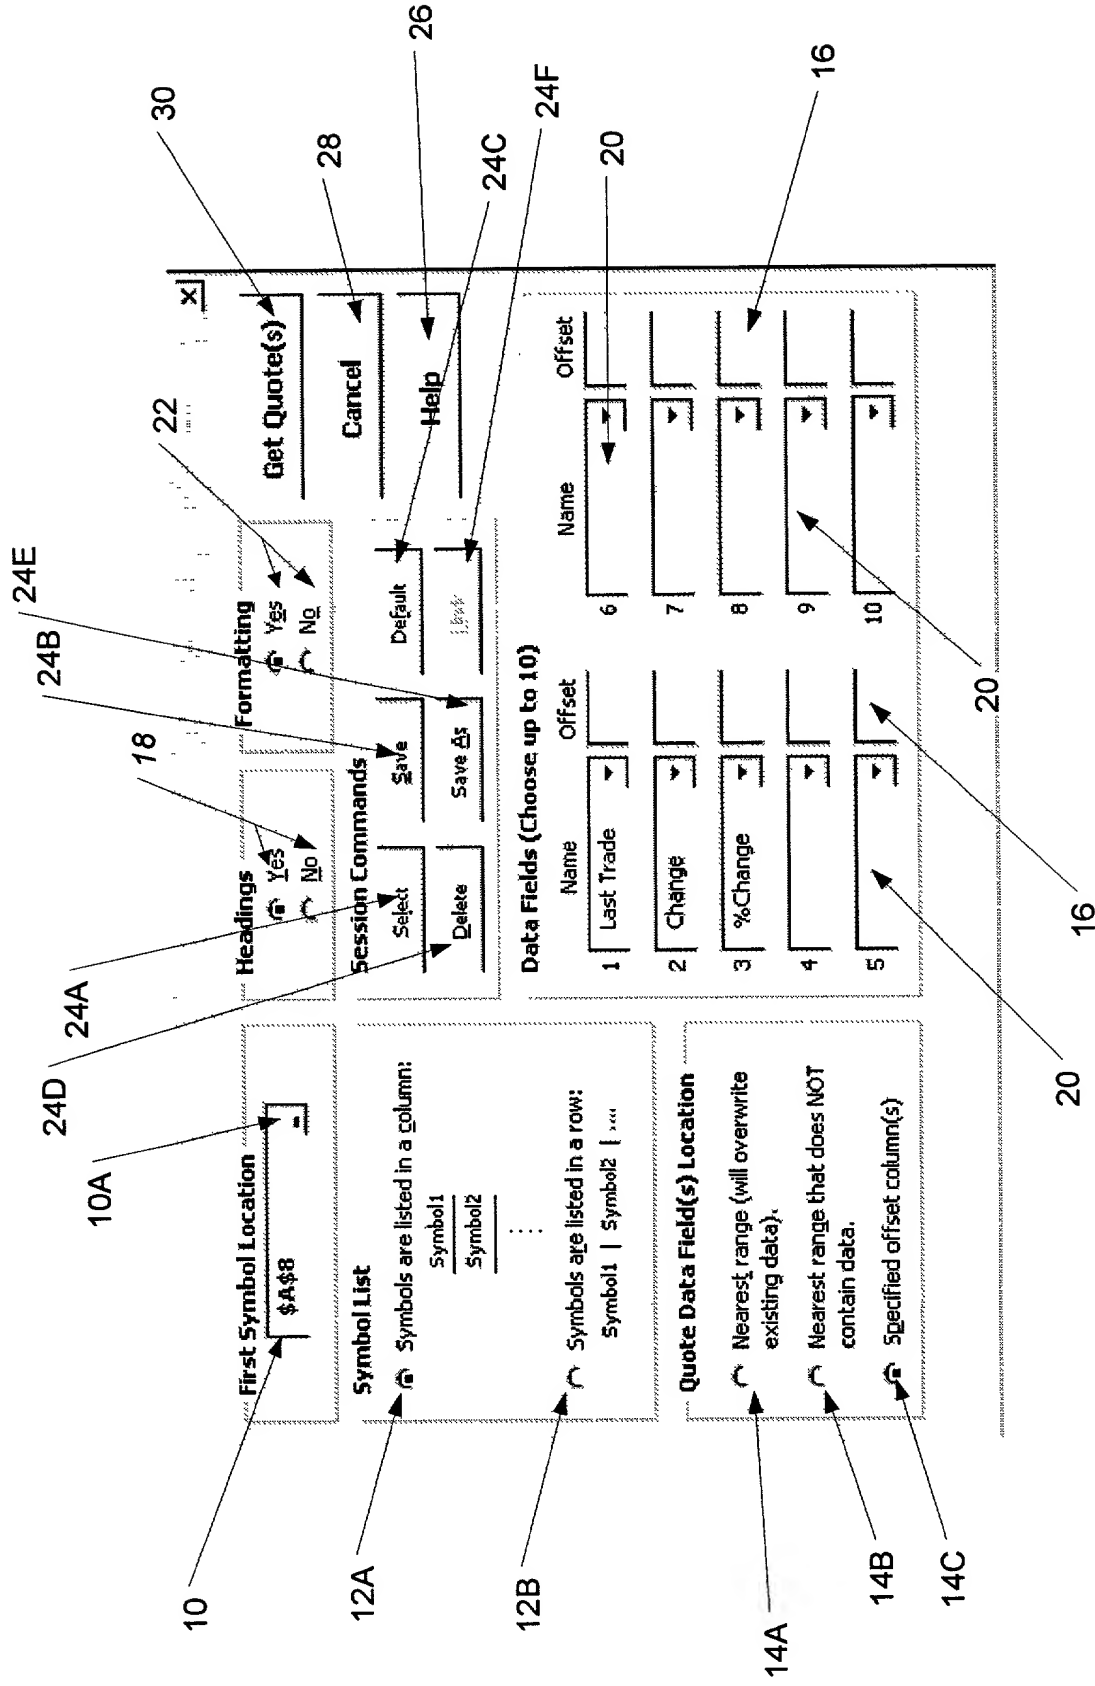 10
10A
24D
24A
18
24B
24E
22
30
28
26
24C
24F
20
16
X
First Symbol Location
$A$8
Headings
Yes
No
Formatting
Yes
No
Get Quote(s)
Cancel
Help
Symbol List
Symbols are listed in a column:
Symbol1
Symbol2
Symbols are listed in a row:
Symbol1 | Symbol2 | ...
Session Commands
Select
Save
Default
Delete
Save As
Quote Data Field(s) Location
Nearest range (will overwrite
existing data).
Nearest range that does NOT
contain data.
Specified offset column(s)
Data Fields (Choose up to 10)
Name
Offset
Name
Offset
1 Last Trade
2 Change
3 %Change
4
5
6
7
8
9
10
12A
12B
14A
14B
14C
20
16
20